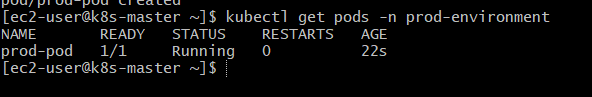 pod/prod-pod created
[ec2-user@k8s-master ~]$ kubectl get pods -n prod-environment
NAME       READY   STATUS    RESTARTS   AGE
prod-pod   1/1     Running   0          22s
[ec2-user@k8s-master ~]$